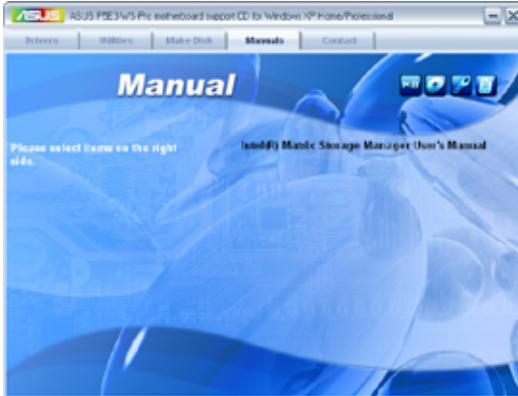 ASUS ASUS P5E3 WS Pro motherboard support CD for Windows XP Home/Professional
Drivers Utilities Make Disk Manuals Contact
Manual
Please select items on the right
side.
Intel(R) Matrix Storage Manager User's Manual